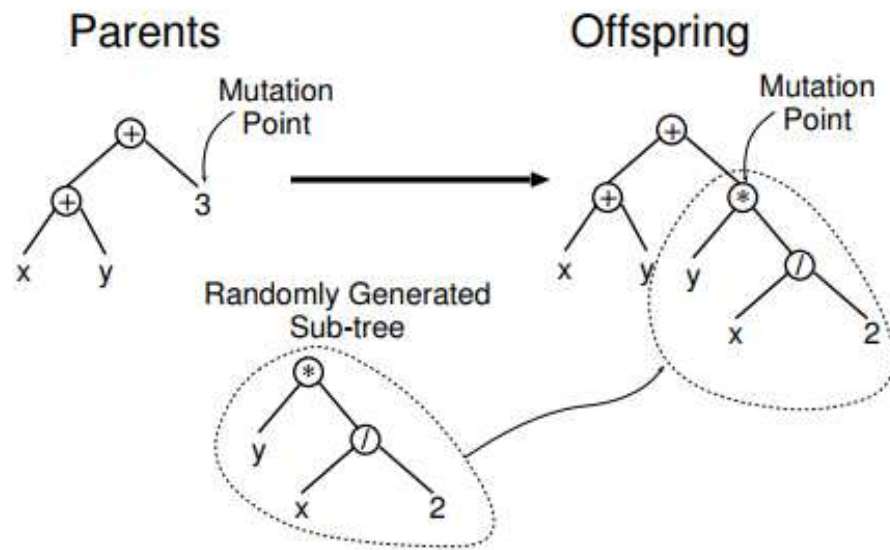 Parents
Offspring
Mutation
Point
+
+
3
x
y
Mutation
Point
+
+
*
x
y
y
/
x
2
Randomly Generated
Sub-tree
*
y
/
x
2